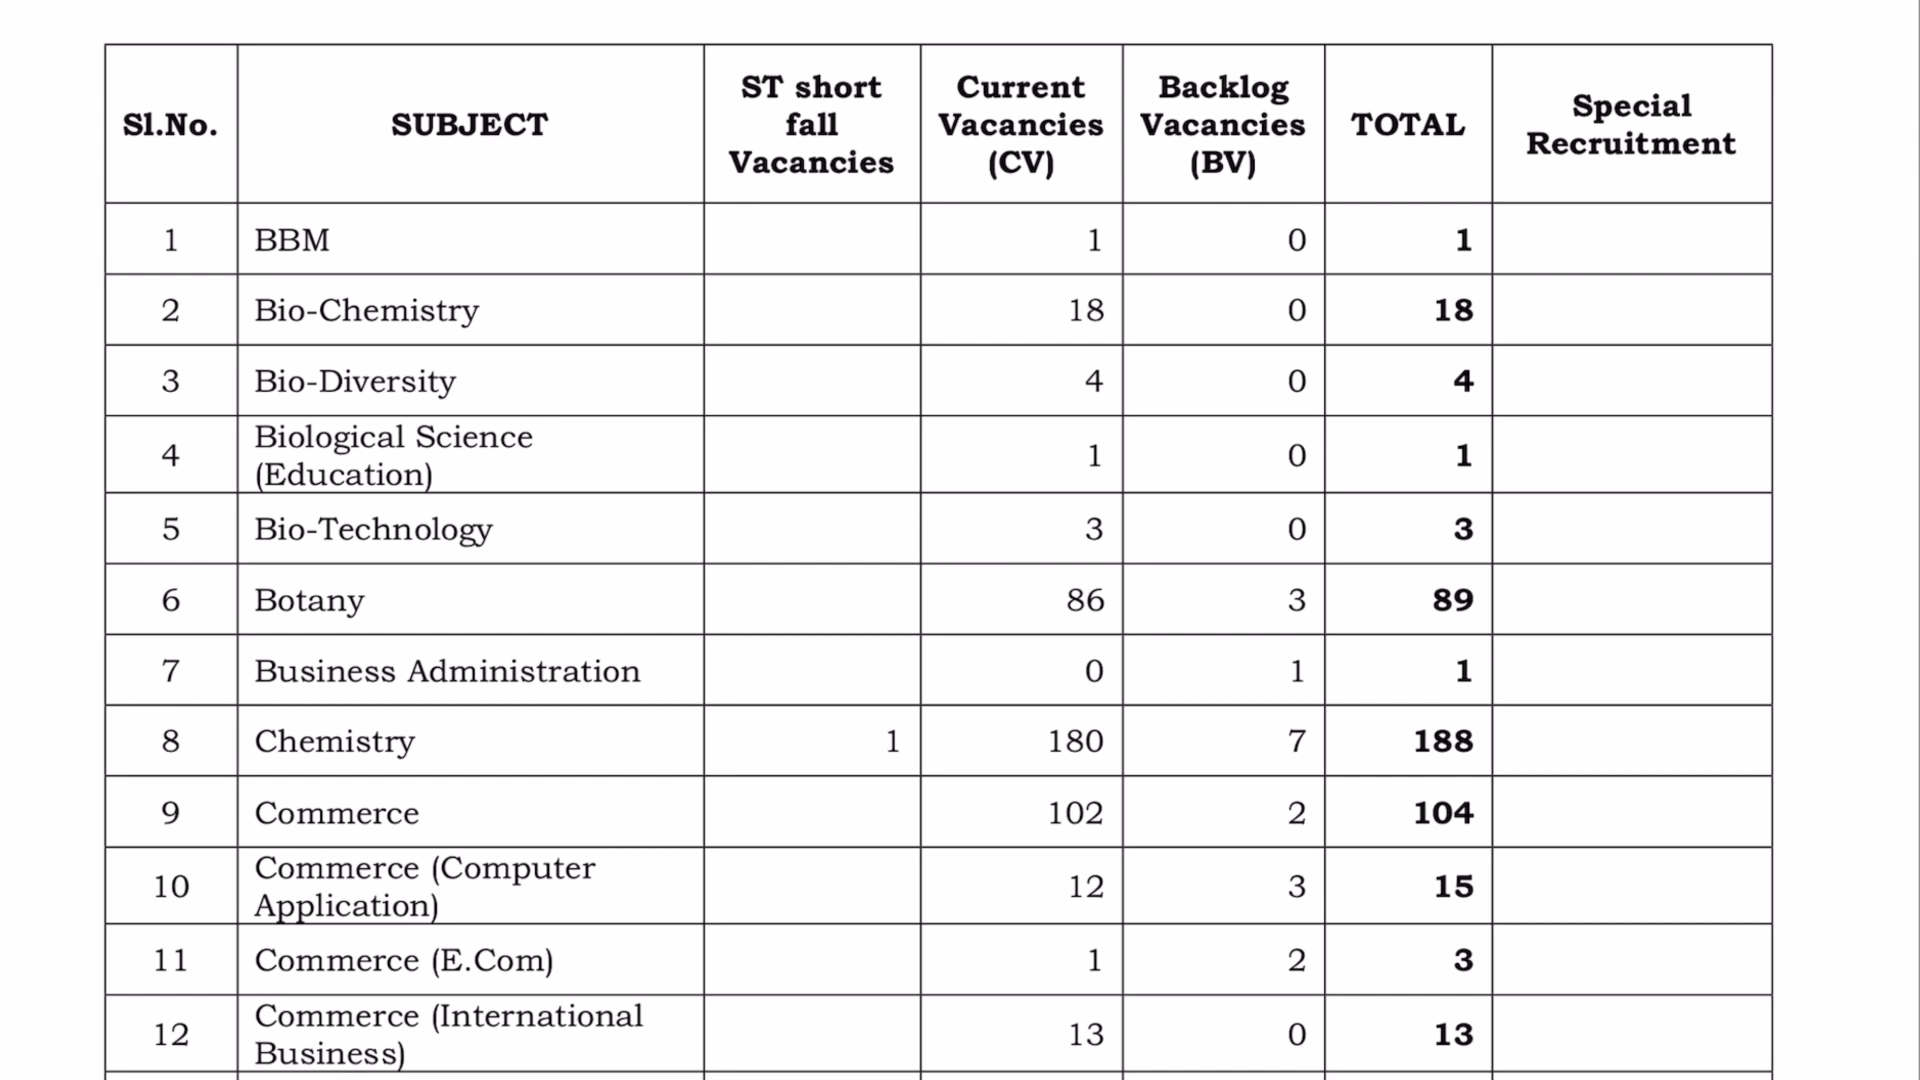 Sl.No. SUBJECT ST short fall Vacancies Current Vacancies (CV) Backlog Vacancies (BV) TOTAL Special Recruitment
1 BBM 1 0 1
2 Bio-Chemistry 18 0 18
3 Bio-Diversity 4 0 4
4 Biological Science (Education) 1 0 1
5 Bio-Technology 3 0 3
6 Botany 86 3 89
7 Business Administration 0 1 1
8 Chemistry 1 180 7 188
9 Commerce 102 2 104
10 Commerce (Computer Application) 12 3 15
11 Commerce (E.Com) 1 2 3
12 Commerce (International Business) 13 0 13